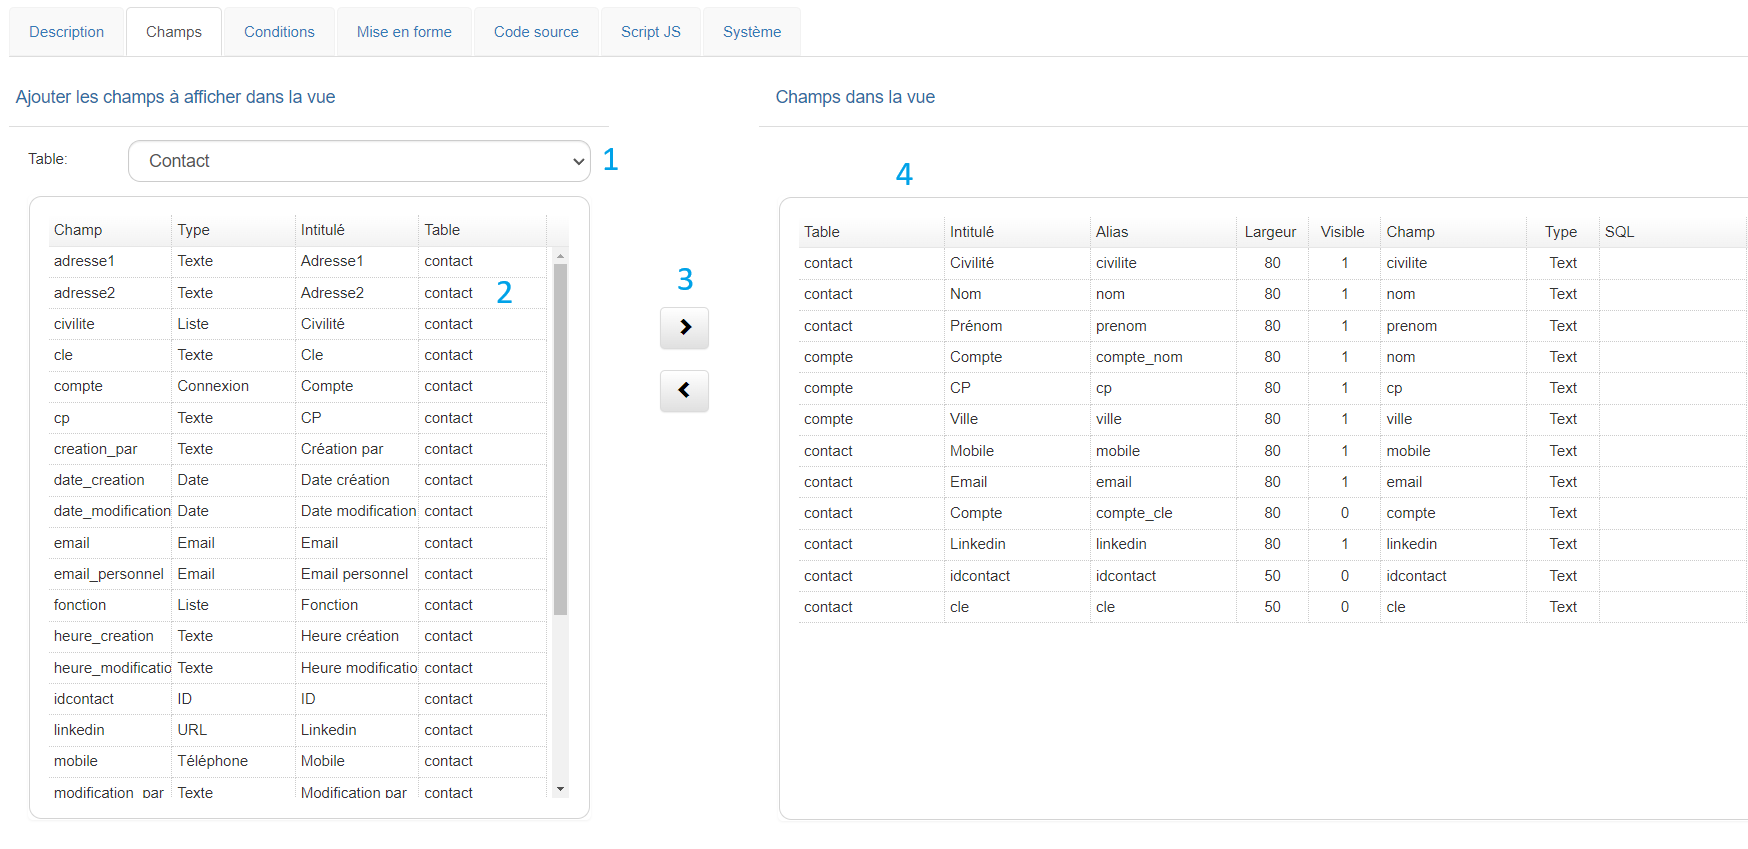 Description Champs Conditions Mise en forme Code source Script JS Système
Ajouter les champs à afficher dans la vue
Table: Contact 1
Champ Type Intitulé Table
adresse1 Texte Adresse1 contact
adresse2 Texte Adresse2 contact 2
civilite Liste Civilité contact
cle Texte Cle contact
compte Connexion Compte contact
cp Texte CP contact
creation_par Texte Création par contact
date_creation Date Date création contact
date_modification Date Date modification contact
email Email Email contact
email_personnel Email Email personnel contact
fonction Liste Fonction contact
heure_creation Texte Heure création contact
heure_modificatio Texte Heure modificatio contact
idcontact ID ID contact
linkedin URL Linkedin contact
mobile Téléphone Mobile contact
modification_par Texte Modification par contact
3
Champs dans la vue
4
Table Intitulé Alias Largeur Visible Champ Type SQL
contact Civilité civilite 80 1 civilite Text
contact Nom nom 80 1 nom Text
contact Prénom prenom 80 1 prenom Text
compte Compte compte_nom 80 1 nom Text
compte CP cp 80 1 cp Text
compte Ville ville 80 1 ville Text
contact Mobile mobile 80 1 mobile Text
contact Email email 80 1 email Text
contact Compte compte_cle 80 0 compte Text
contact Linkedin linkedin 80 1 linkedin Text
contact idcontact idcontact 50 0 idcontact Text
contact cle cle 50 0 cle Text